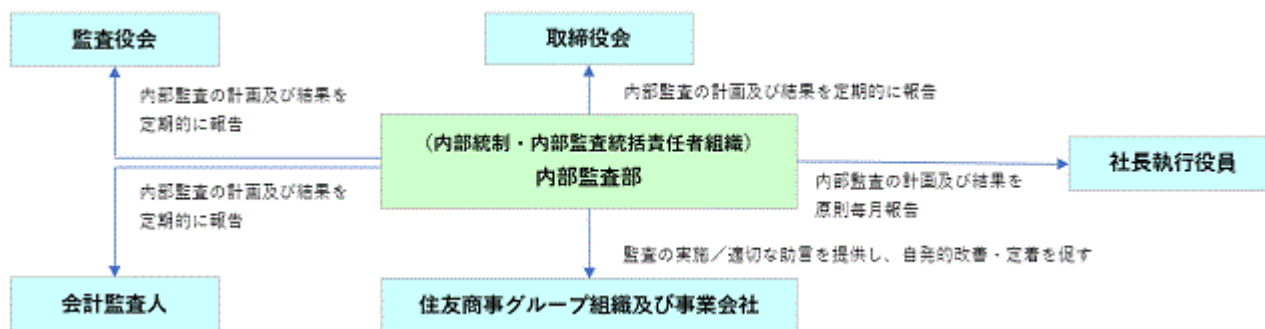 監査役会
取締役会
内部監査の計画及び結果を
定期的に報告
内部監査の計画及び結果を定期的に報告
(内部統制・内部監査統括責任者組織)
内部監査部
社長執行役員
内部監査の計画及び結果を
定期的に報告
内部監査の計画及び結果を
原則毎月報告
監査の実施／適切な助言を提供し、自発的改善・定着を促す
会計監査人
住友商事グループ組織及び事業会社